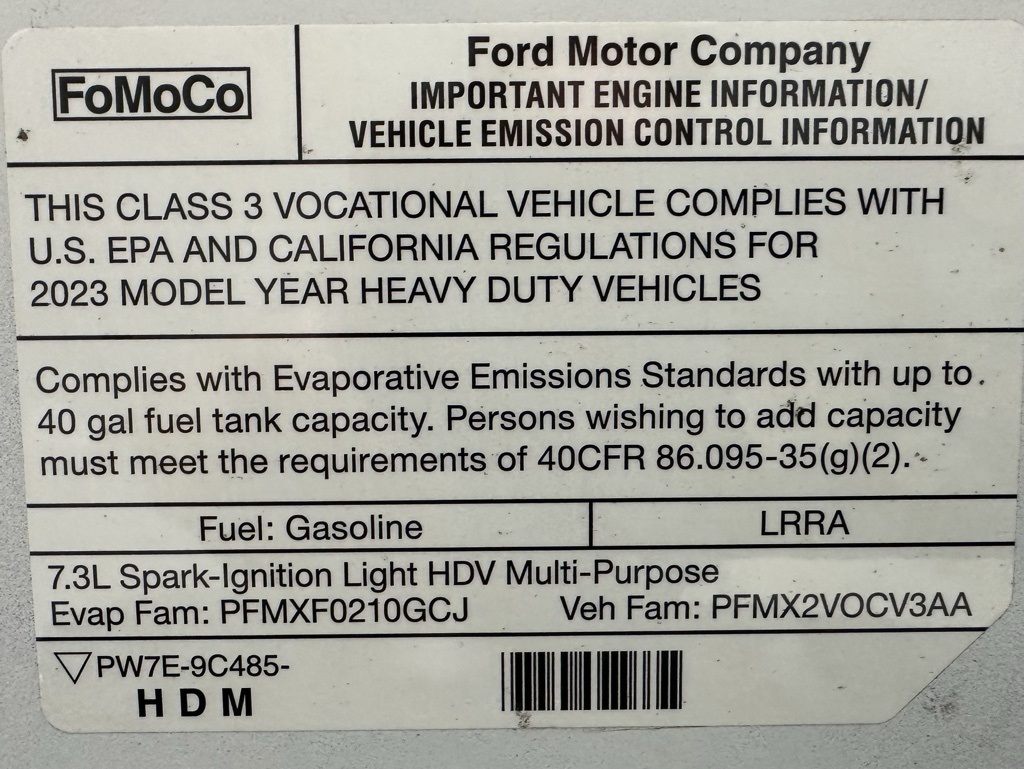 FoMoCo
Ford Motor Company
IMPORTANT ENGINE INFORMATION/
VEHICLE EMISSION CONTROL INFORMATION
THIS CLASS 3 VOCATIONAL VEHICLE COMPLIES WITH
U.S. EPA AND CALIFORNIA REGULATIONS FOR
2023 MODEL YEAR HEAVY DUTY VEHICLES
Complies with Evaporative Emissions Standards with up to
40 gal fuel tank capacity. Persons wishing to add capacity
must meet the requirements of 40CFR 86.095-35(g)(2).
Fuel: Gasoline
LRRA
7.3L Spark-Ignition Light HDV Multi-Purpose
Evap Fam: PFMXF0210GCJ Veh Fam: PFMX2VOCV3AA
▽PW7E-9C485-
H D M